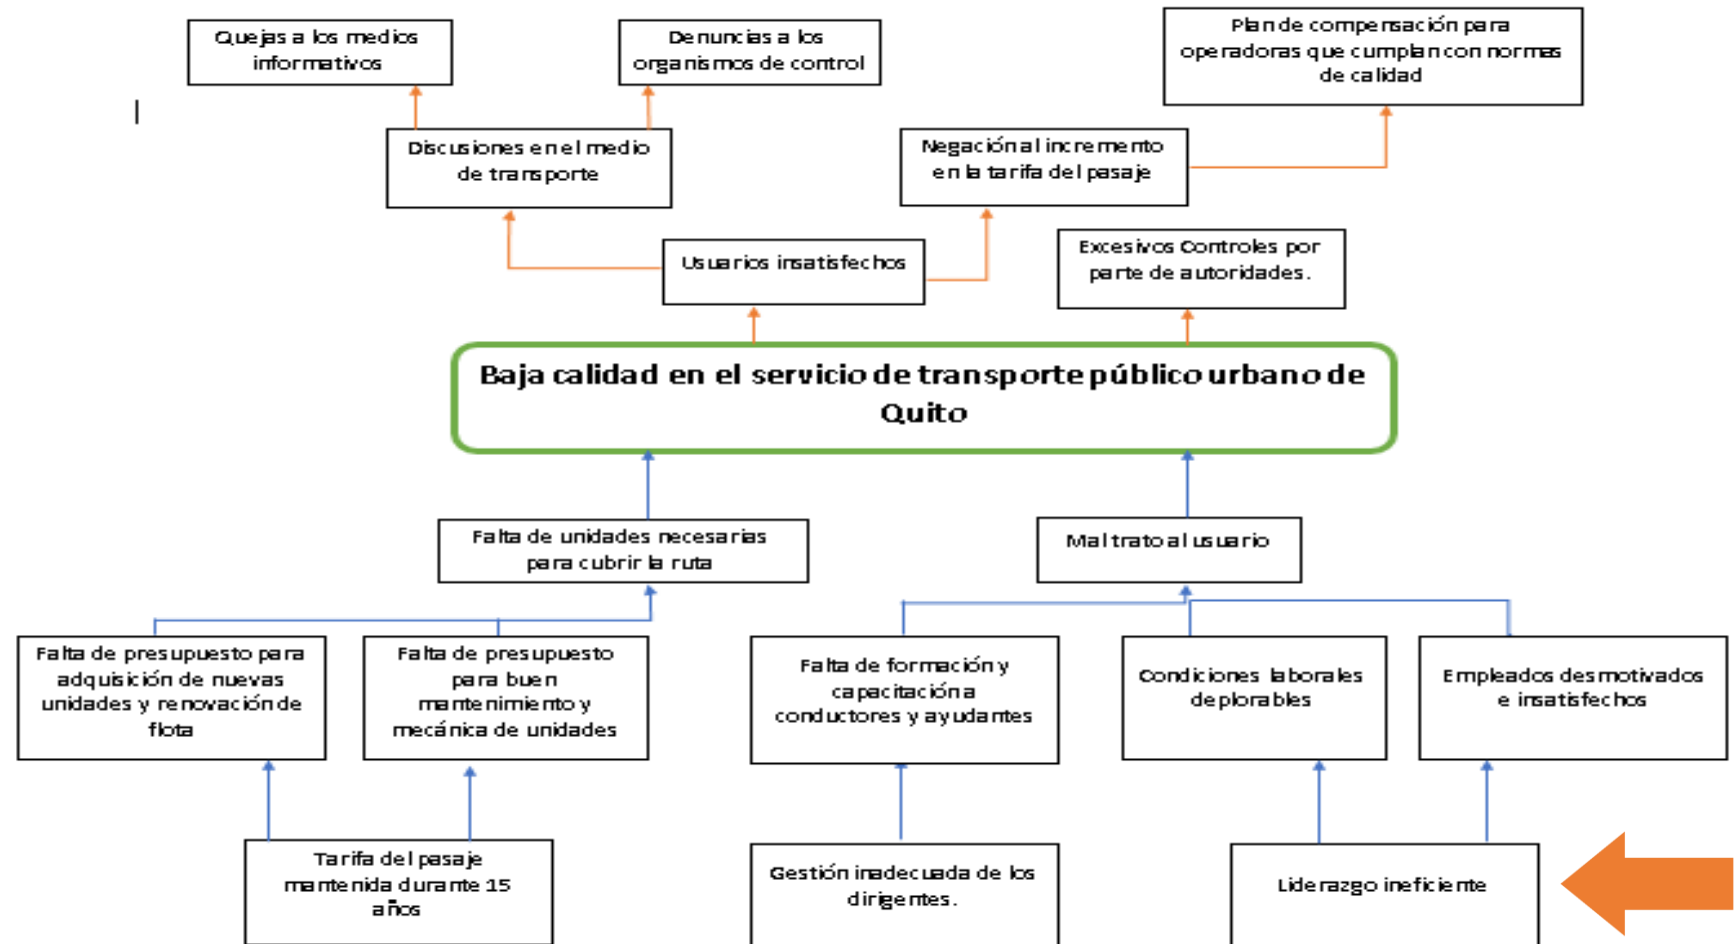 Quejas a los medios
informativos
Denuncias a los
organismos de control
Plan de compensación para
operadoras que cumplan con normas
de calidad
Discusiones en el medio
de transporte
Negación al incremento
en la tarifa del pasaje
Usuarios insatisfechos
Excesivos Controles por
parte de autoridades.
Baja calidad en el servicio de transporte público urbano de
Quito
Falta de unidades necesarias
para cubrir la ruta
Mal trato al usuario
Falta de presupuesto para
adquisición de nuevas
unidades y renovación de
flota
Falta de presupuesto
para buen
mantenimiento y
mecánica de unidades
Falta de formación y
capacitación a
conductores y ayudantes
Condiciones laborales
deplorables
Empleados desmotivados
e insatisfechos
Tarifa del pasaje
mantenida durante 15
años
Gestión inadecuada de los
dirigentes.
Liderazgo ineficiente